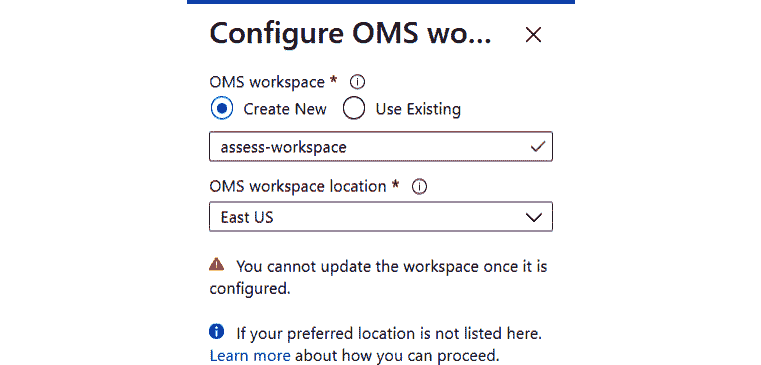 Configure OMS wo...
OMS workspace *
Create New Use Existing
assess-workspace
OMS workspace location *
East US
You cannot update the workspace once it is
configured.
If your preferred location is not listed here.
Learn more about how you can proceed.